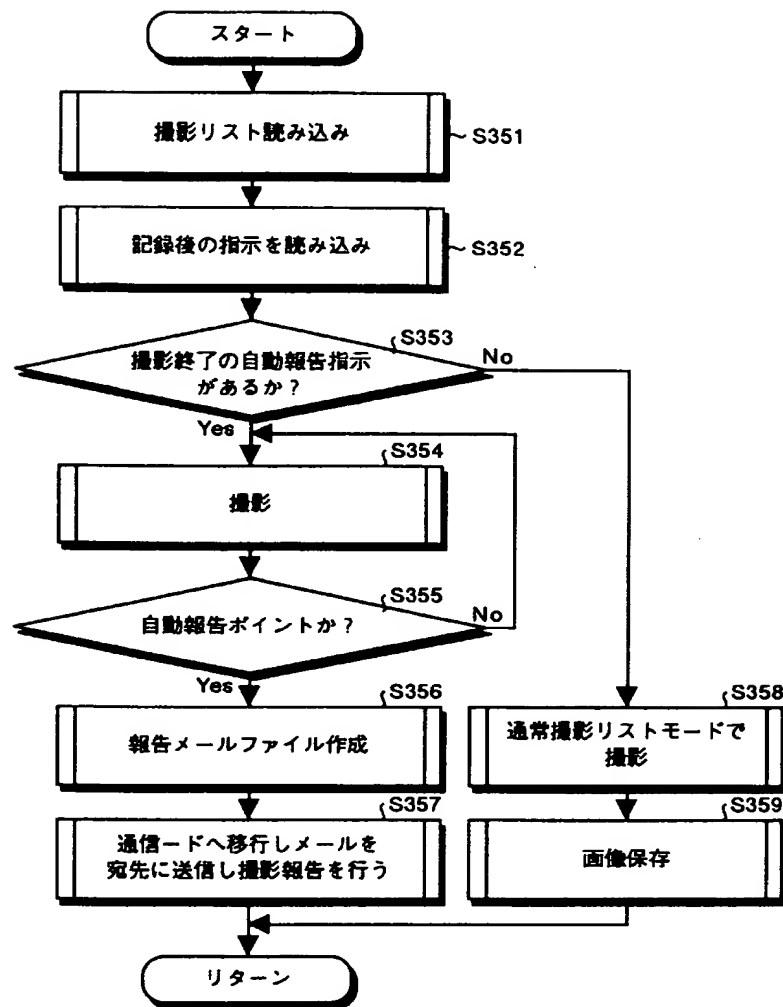 スタート
撮影リスト読み込み
S351
記録後の指示を読み込み
S352
S353
撮影終了の自動報告指示
があるか？
No
Yes
S354
撮影
S355
自動報告ポイントか？
No
Yes
S356
報告メールファイル作成
S358
通常撮影リストモードで
撮影
S357
通信ードへ移行しメールを
宛先に送信し撮影報告を行う
S359
画像保存
リターン